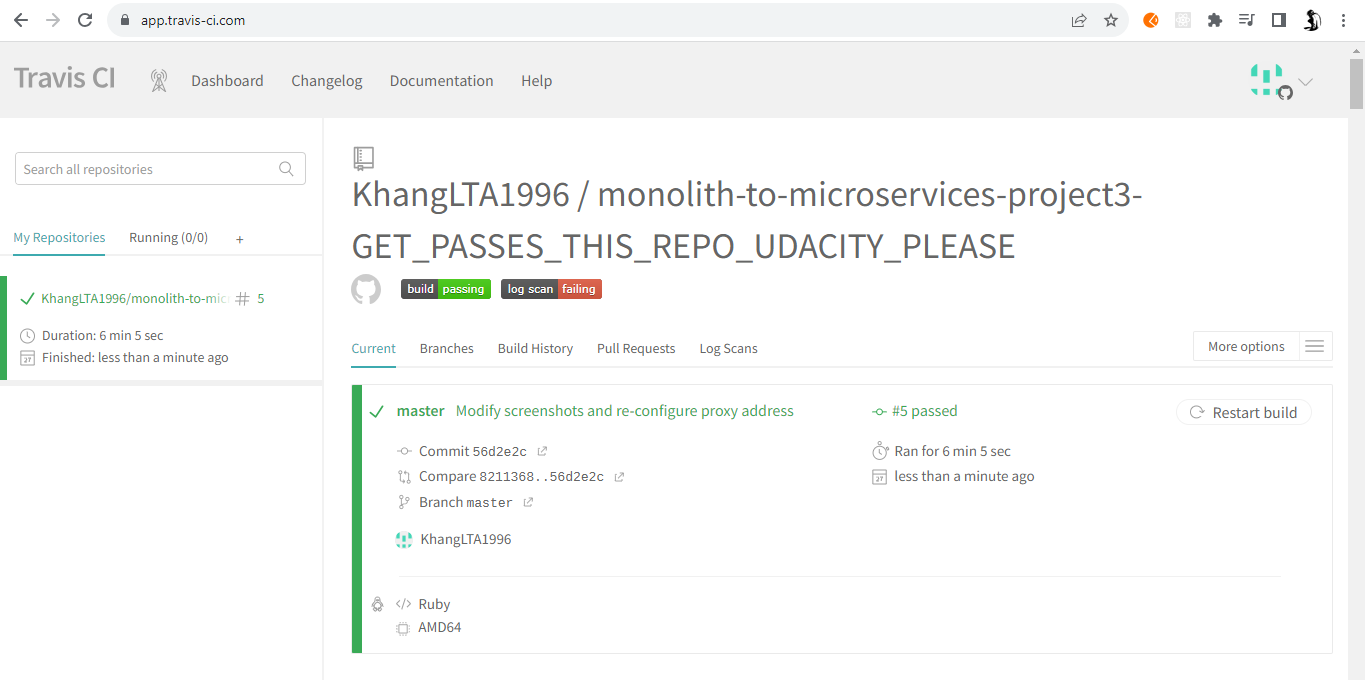 app.travis-ci.com
Travis CI Dashboard Changelog Documentation Help
Search all repositories
My Repositories Running (0/0) +
KhangLTA1996/monolith-to-mic # 5
Duration: 6 min 5 sec
Finished: less than a minute ago
KhangLTA1996 / monolith-to-microservices-project3-
GET_PASSES_THIS_REPO_UDACITY_PLEASE
build passing log scan failing
Current Branches Build History Pull Requests Log Scans More options
master Modify screenshots and re-configure proxy address #5 passed Restart build
Commit 56d2e2c Ran for 6 min 5 sec
Compare 8211368..56d2e2c less than a minute ago
Branch master
KhangLTA1996
Ruby
AMD64